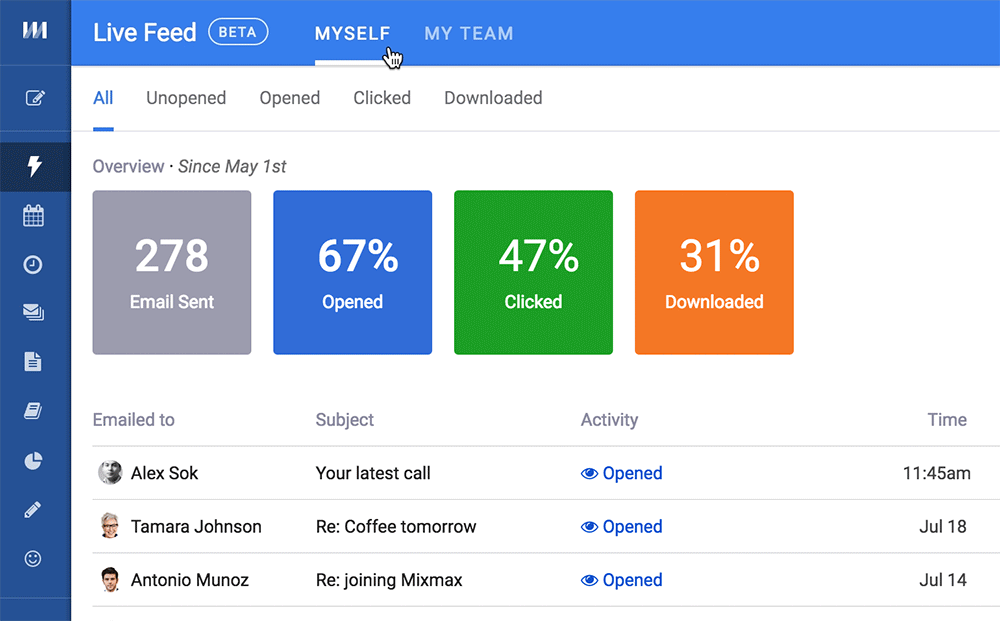 Live Feed BETA MYSELF MY TEAM
All Unopened Opened Clicked Downloaded
Overview · Since May 1st
278 67% 47% 31%
Email Sent Opened Clicked Downloaded
Emailed to Subject Activity Time
Alex Sok Your latest call Opened 11:45am
Tamara Johnson Re: Coffee tomorrow Opened Jul 18
Antonio Munoz Re: joining Mixmax Opened Jul 14